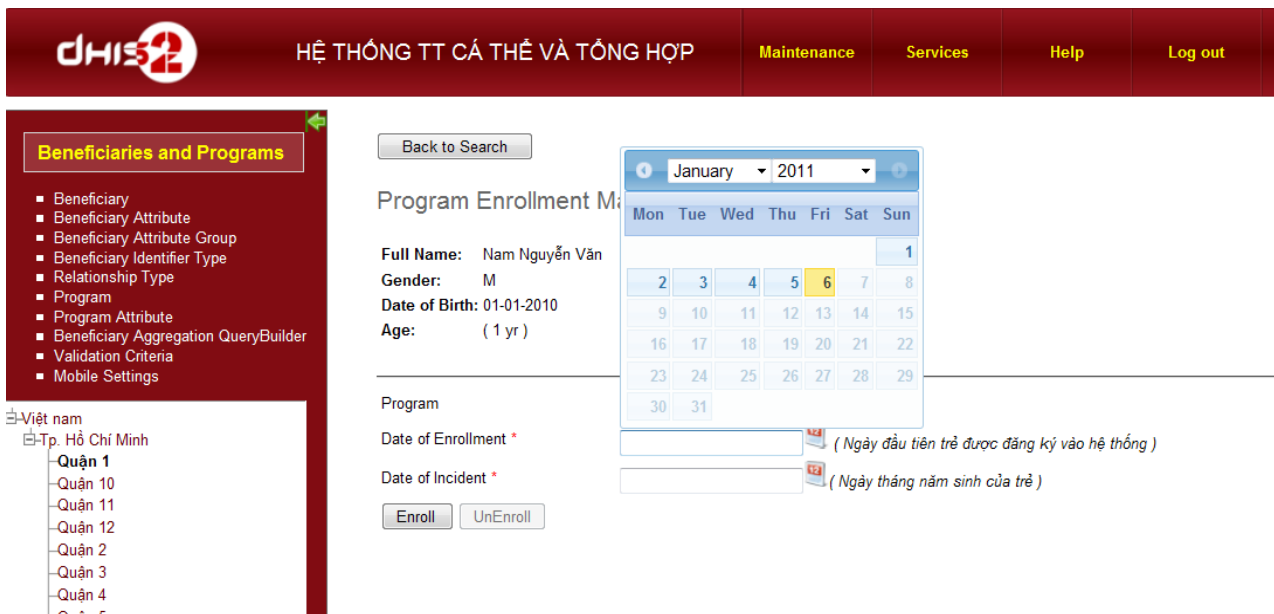 dHIS2
HỆ THỐNG TT CÁ THỂ VÀ TỔNG HỢP
Maintenance
Services
Help
Log out
Beneficiaries and Programs
Beneficiary
Beneficiary Attribute
Beneficiary Attribute Group
Beneficiary Identifier Type
Relationship Type
Program
Program Attribute
Beneficiary Aggregation QueryBuilder
Validation Criteria
Mobile Settings
Việt nam
Tp. Hồ Chí Minh
Quận 1
Quận 10
Quận 11
Quận 12
Quận 2
Quận 3
Quận 4
Back to Search
Program Enrollment
Full Name: Nam Nguyễn Văn
Gender: M
Date of Birth: 01-01-2010
Age: ( 1 yr )
January 2011
Mon Tue Wed Thu Fri Sat Sun
1
2 3 4 5 6 7 8
9 10 11 12 13 14 15
16 17 18 19 20 21 22
23 24 25 26 27 28 29
30 31
Program
Date of Enrollment * ( Ngày đầu tiên trẻ được đăng ký vào hệ thống )
Date of Incident * ( Ngày tháng năm sinh của trẻ )
Enroll UnEnroll